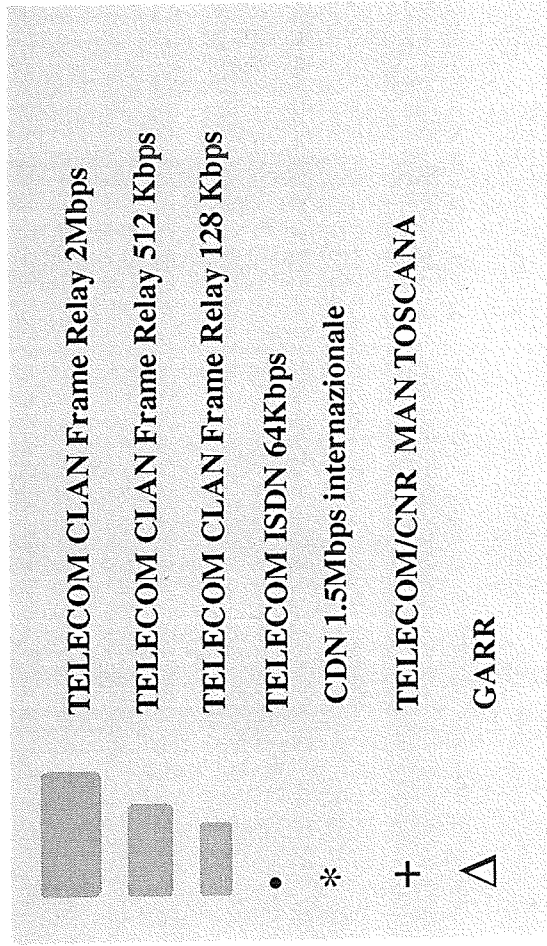 TELECOM CLAN Frame Relay 2Mbps
TELECOM CLAN Frame Relay 512 Kbps
TELECOM CLAN Frame Relay 128 Kbps
• TELECOM ISDN 64Kbps
* CDN 1.5Mbps internazionale
+ TELECOM/CNR MAN TOSCANA
Δ GARR